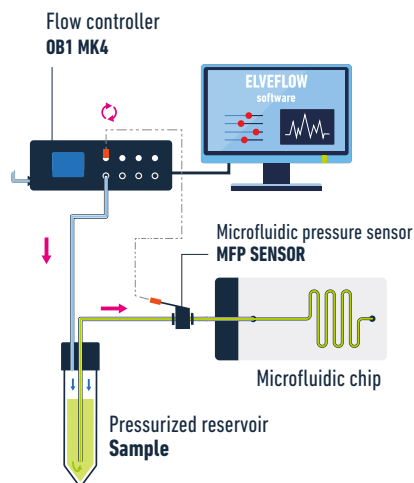 Flow controller
OB1 MK4
ELVEFLOW
software
Microfluidic pressure sensor
MFP SENSOR
Microfluidic chip
Pressurized reservoir
Sample